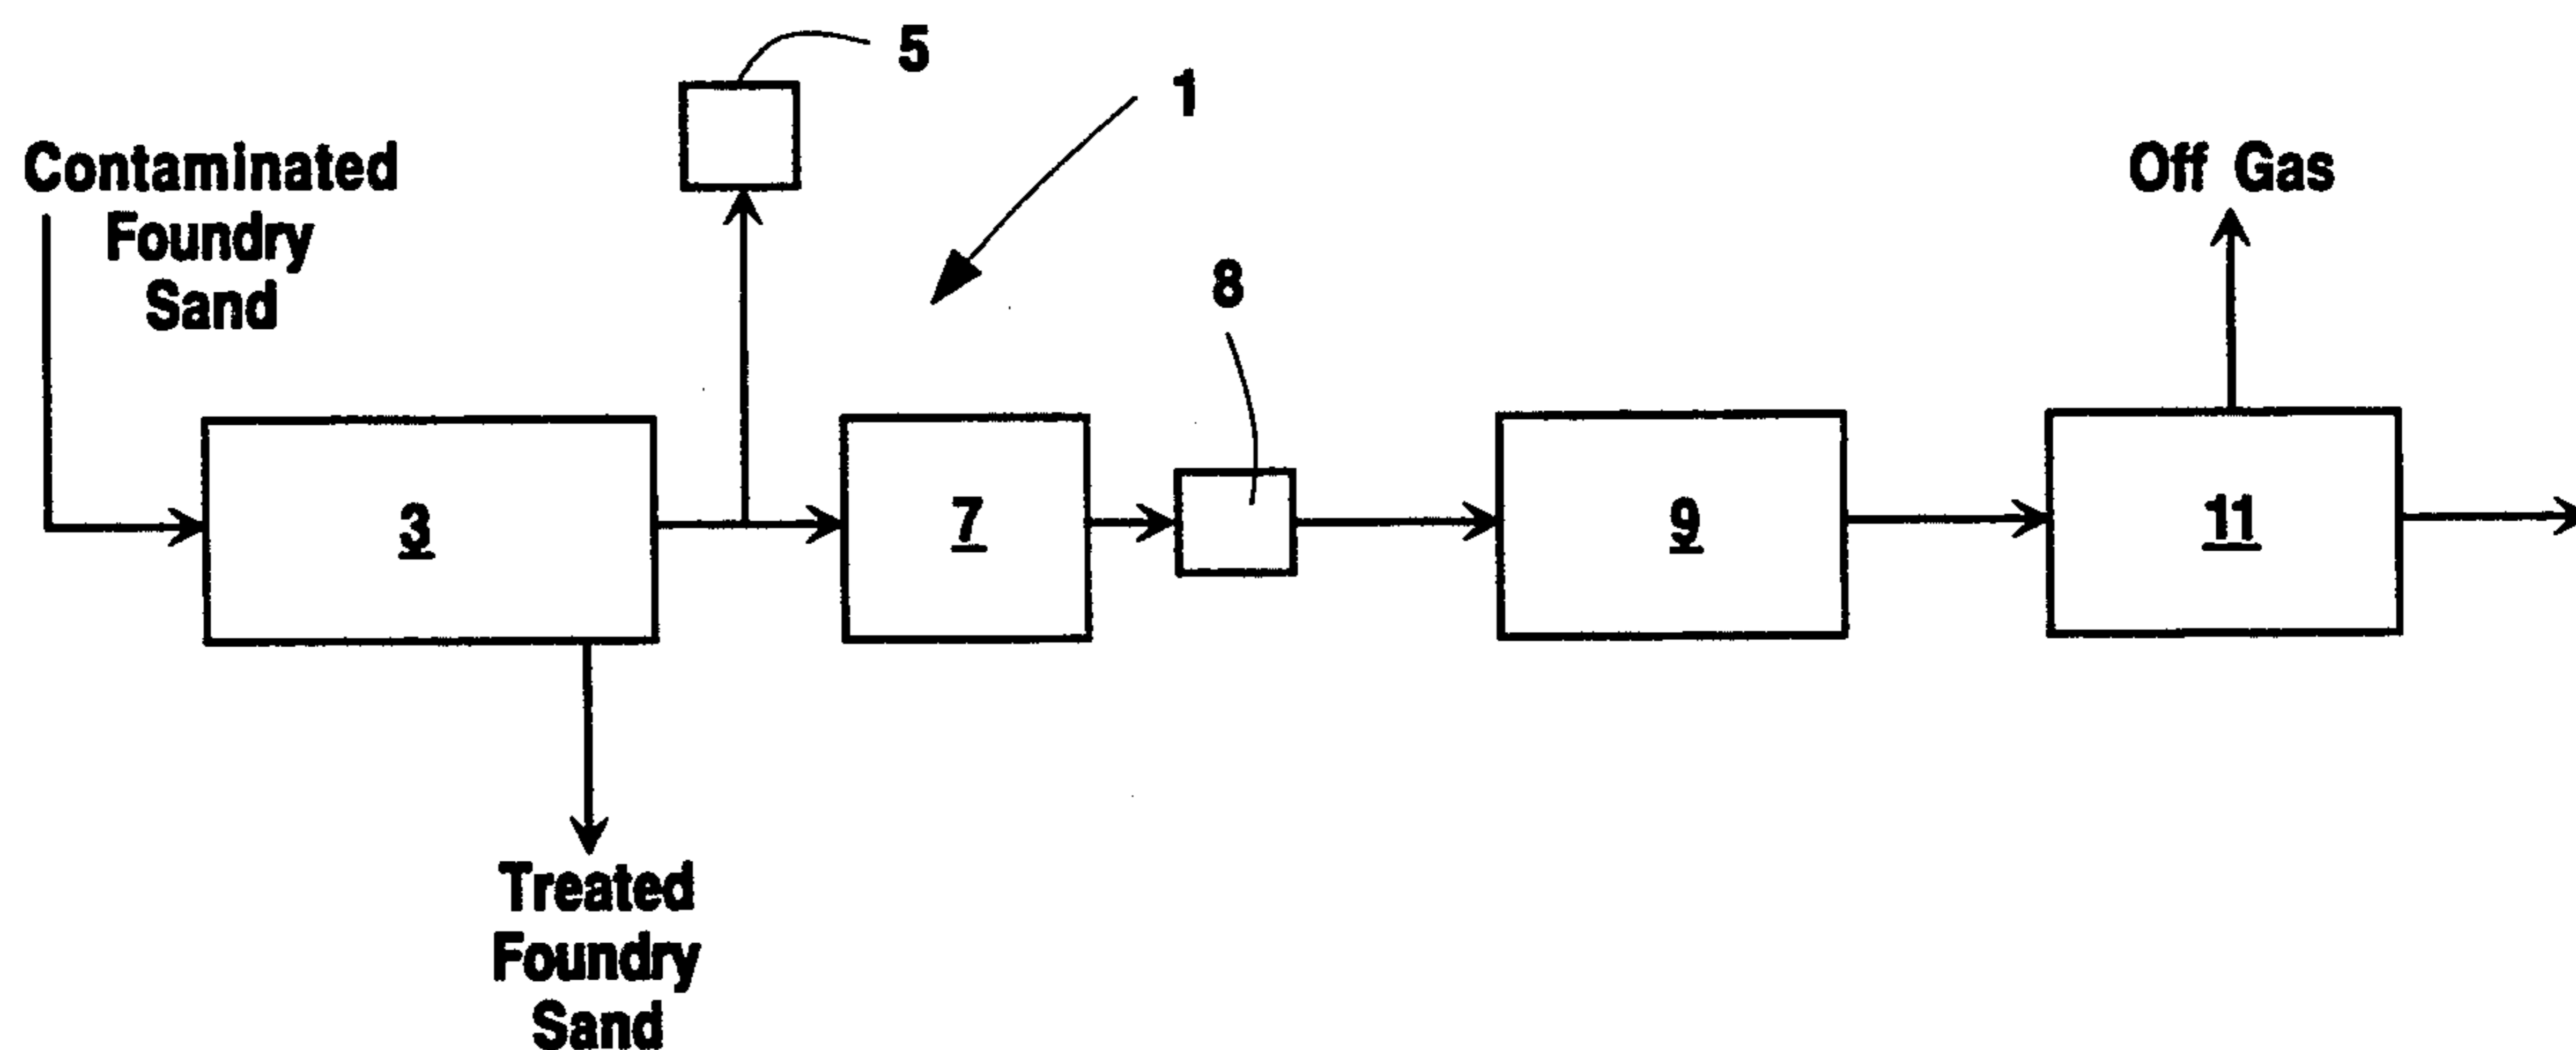 5
1
Contaminated
Foundry
Sand
Off Gas
8
3
7
9
11
Treated
Foundry
Sand